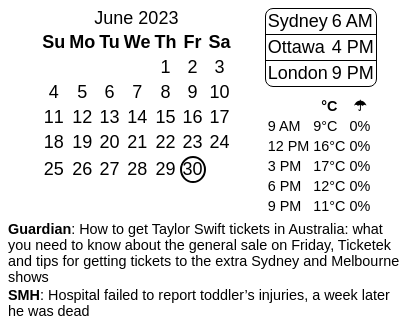 June 2023
Su Mo Tu We Th Fr Sa
1 2 3
4 5 6 7 8 9 10
11 12 13 14 15 16 17
18 19 20 21 22 23 24
25 26 27 28 29 30
Sydney 6 AM
Ottawa 4 PM
London 9 PM
°C ☂
9 AM 9°C 0%
12 PM 16°C 0%
3 PM 17°C 0%
6 PM 12°C 0%
9 PM 11°C 0%
Guardian: How to get Taylor Swift tickets in Australia: what
you need to know about the general sale on Friday, Ticketek
and tips for getting tickets to the extra Sydney and Melbourne
shows
SMH: Hospital failed to report toddler’s injuries, a week later
he was dead